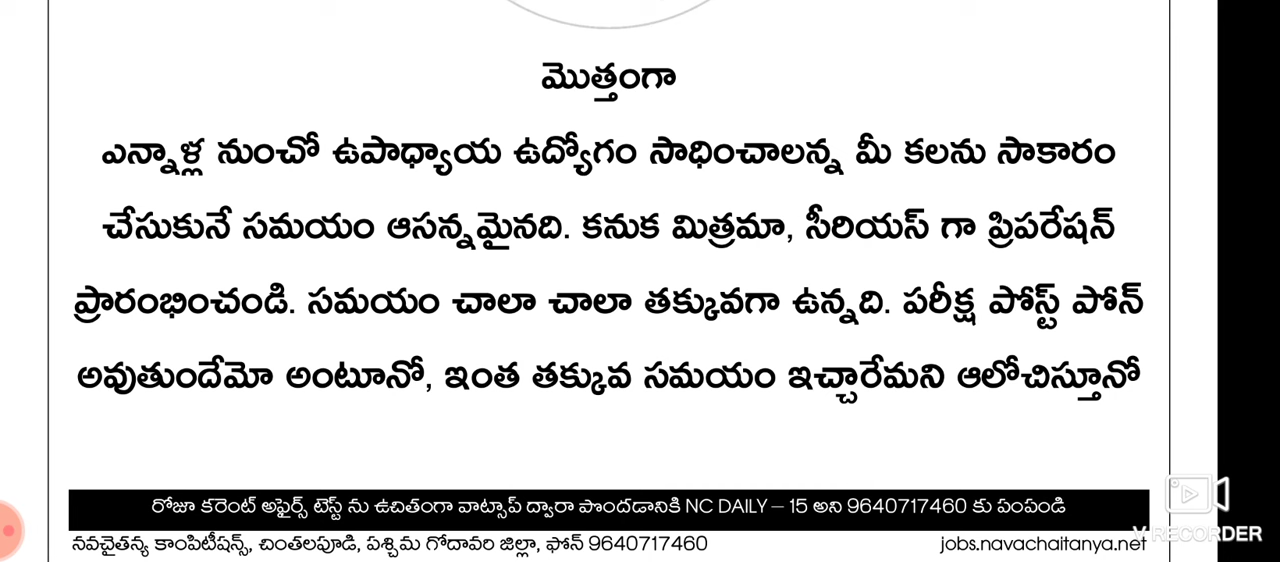 మొత్తంగా
ఎన్నాళ్ల నుంచో ఉపాధ్యాయ ఉద్యోగం సాధించాలన్న మీ కలను సాకారం
చేసుకునే సమయం ఆసన్నమైనది. కనుక మిత్రమా, సీరియస్ గా ప్రిపరేషన్
ప్రారంభించండి. సమయం చాలా చాలా తక్కువగా ఉన్నది. పరీక్ష పోస్ట్ పోన్
అవుతుందేమో అంటూనో, ఇంత తక్కువ సమయం ఇచ్చారేమని ఆలోచిస్తూనో
రోజూ కరెంట్ అఫైర్స్ టెస్ట్ ను ఉచితంగా వాట్సాప్ ద్వారా పొందడానికి NC DAILY – 15 అని 9640717460 కు పంపండి
నవచైతన్య కాంపిటీషన్స్, చింతలపూడి, పశ్చిమ గోదావరి జిల్లా, ఫోన్ 9640717460
jobs.navachaitanya.net
V RECORDER